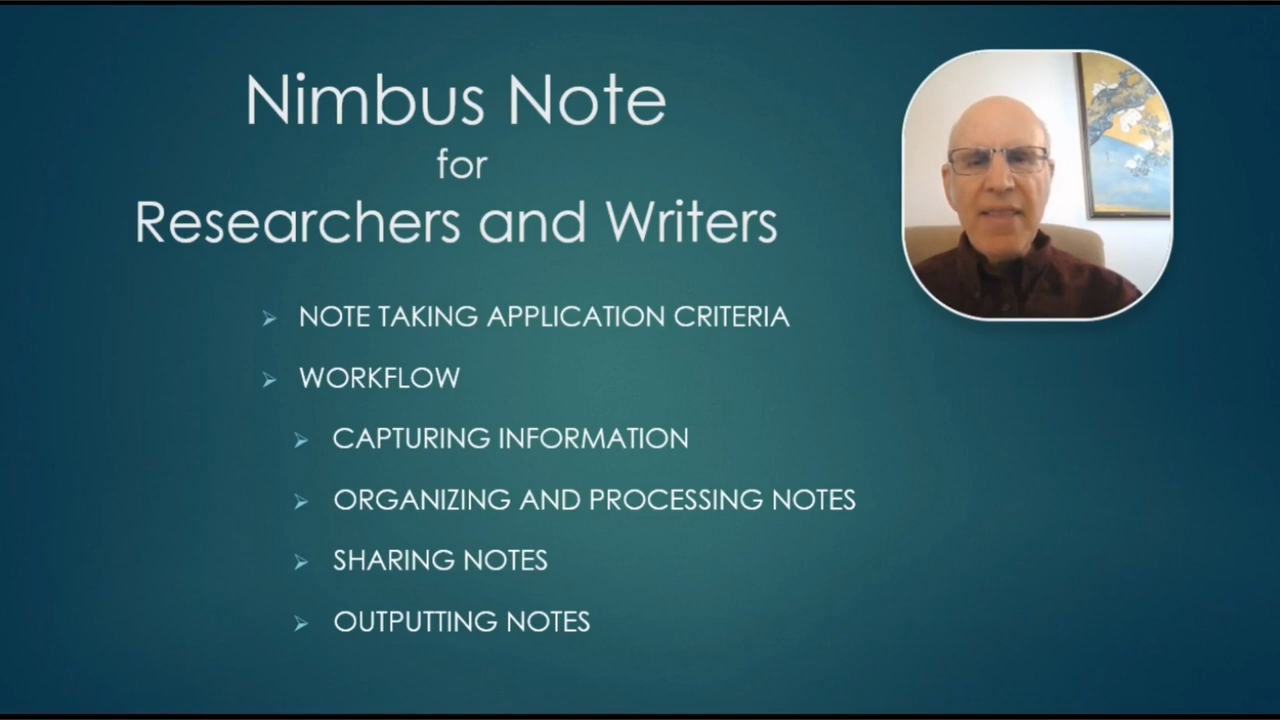 Nimbus Note
for
Researchers and Writers
NOTE TAKING APPLICATION CRITERIA
WORKFLOW
CAPTURING INFORMATION
ORGANIZING AND PROCESSING NOTES
SHARING NOTES
OUTPUTTING NOTES